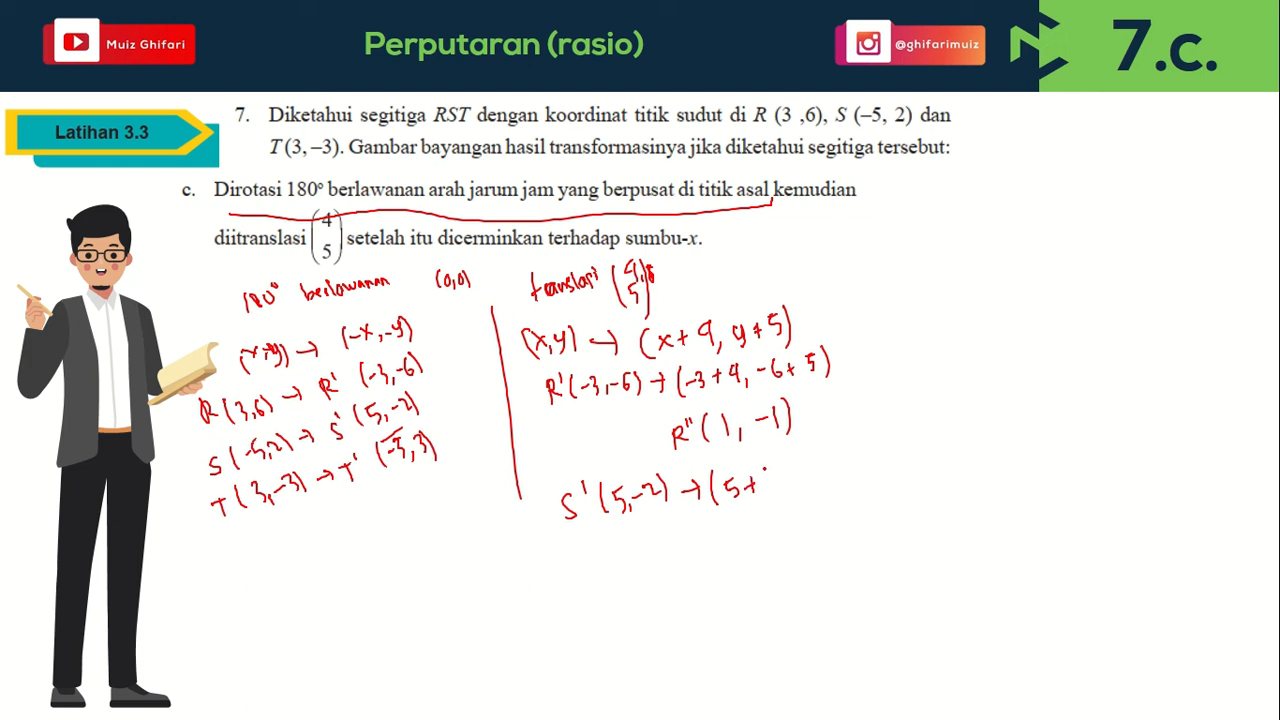 Muiz Ghifari
Perputaran (rasio)
@ghifarimuiz
7.c.
Latihan 3.3
7. Diketahui segitiga RST dengan koordinat titik sudut di R (3 ,6), S (–5, 2) dan
T (3, –3). Gambar bayangan hasil transformasinya jika diketahui segitiga tersebut:
c. Dirotasi 180° berlawanan arah jarum jam yang berpusat di titik asal kemudian
diitranslasi (4 5) setelah itu dicerminkan terhadap sumbu-x.
180° berlawanan (0,0)
(x,y) → (-x,-y)
R(3,6) → R' (-3,-6)
S(-5,2) → S' (5,-2)
T(3,-3) → T' (-3,3)
translasi (4 5)
(x,y) → (x+4, y+5)
R'(-3,-6) → (-3+4, -6+5)
R"(1, -1)
S'(5,-2) → (5+